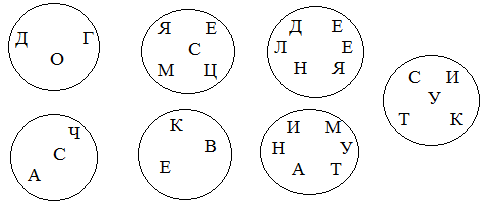 Д Г
О
Я Е
С
М Ц
Д Е
Л Е
Н Я
С И
У
Т К
Ч
С
А
К
В
Е
И М
Н У
А Т